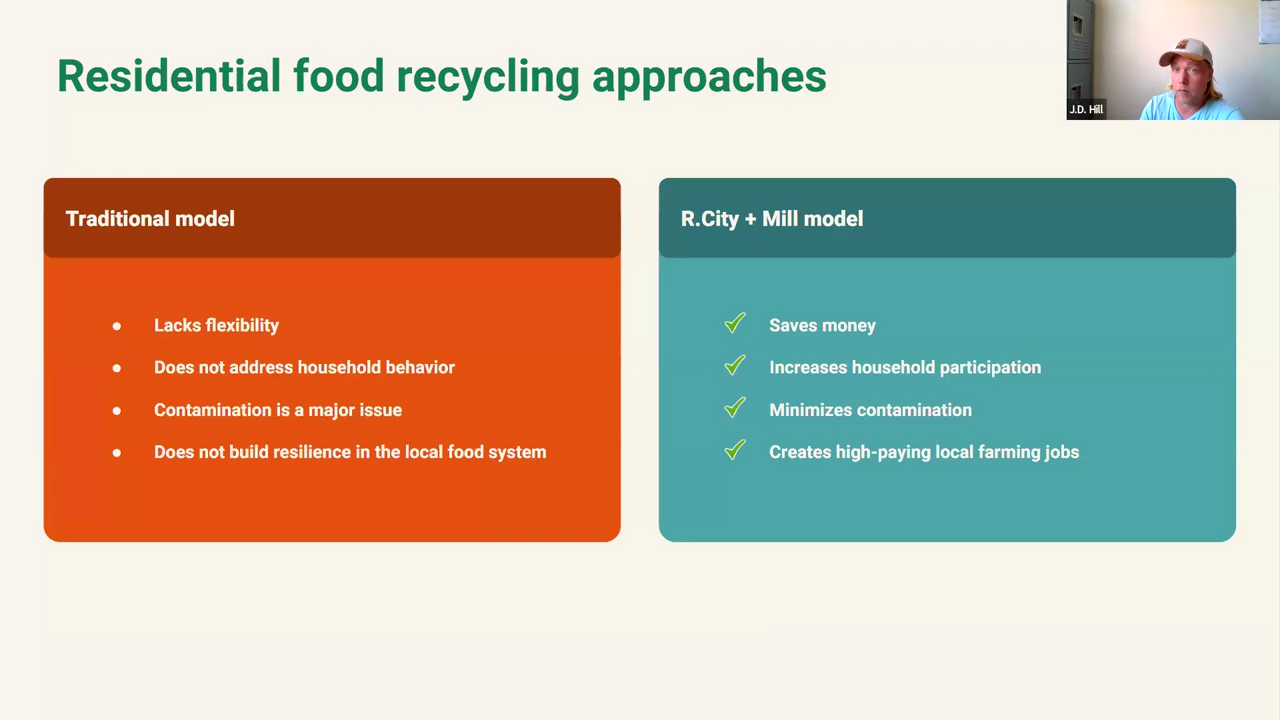 Residential food recycling approaches
J.D. Hill
Traditional model
Lacks flexibility
Does not address household behavior
Contamination is a major issue
Does not build resilience in the local food system
R.City + Mill model
Saves money
Increases household participation
Minimizes contamination
Creates high-paying local farming jobs